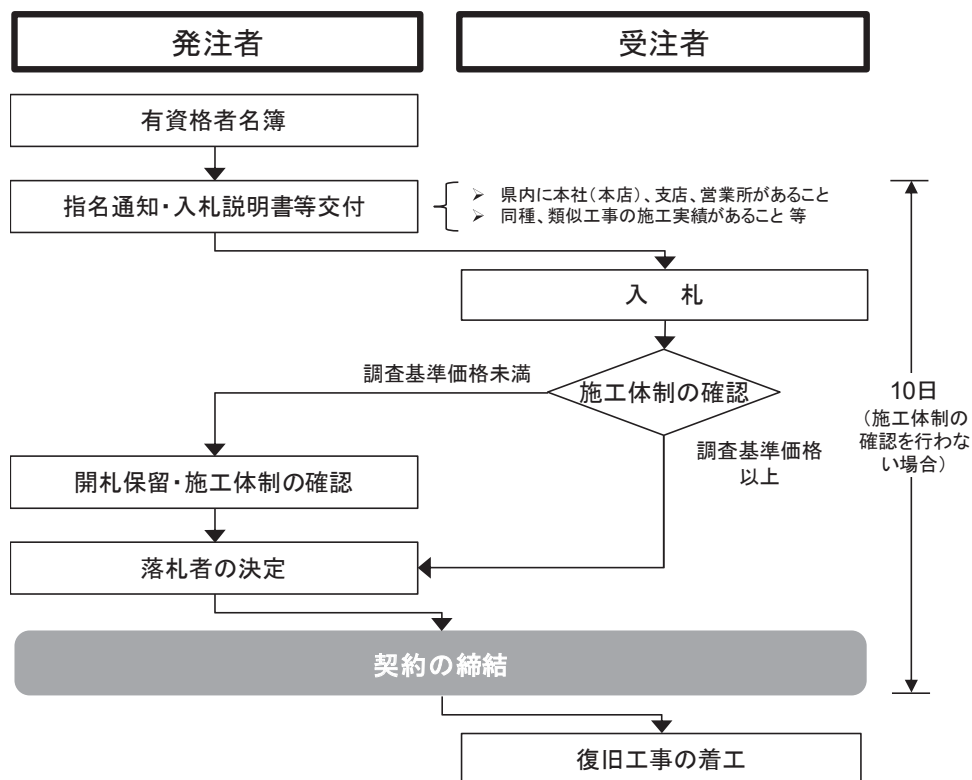 発注者
受注者
有資格者名簿
指名通知・入札説明書等交付
➢ 県内に本社(本店)、支店、営業所があること
➢ 同種、類似工事の施工実績があること 等
入 札
調査基準価格未満
施工体制の確認
10日
(施工体制の
確認を行わな
い場合)
調査基準価格
以上
開札保留・施工体制の確認
落札者の決定
契約の締結
復旧工事の着工